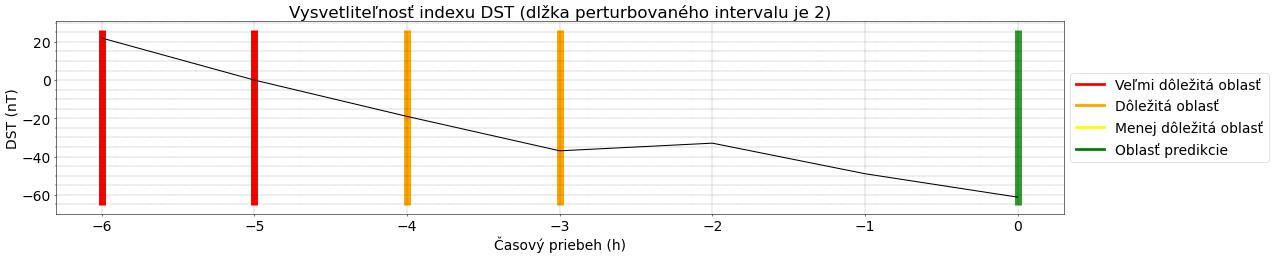 Vysvetliteľnosť indexu DST (dĺžka perturbovaného intervalu je 2)
DST (nT)
20
0
−20
−40
−60
−6 −5 −4 −3 −2 −1 0
Časový priebeh (h)
Veľmi dôležitá oblasť
Dôležitá oblasť
Menej dôležitá oblasť
Oblasť predikcie